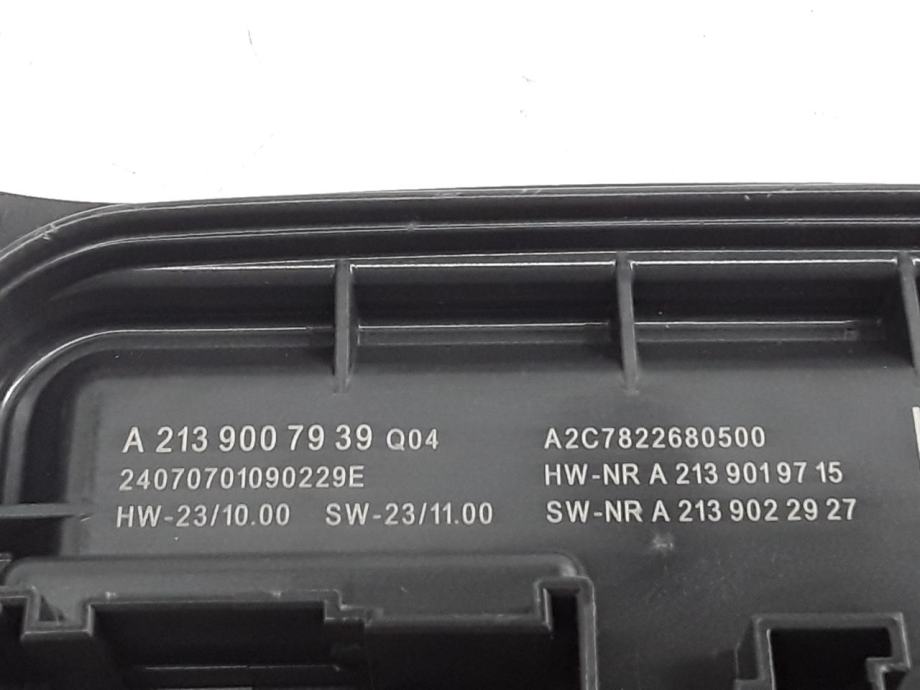 A 213 900 79 39 Q04
24070701090229E
HW-23/10.00 SW-23/11.00
A2C7822680500
HW-NR A 213 901 97 15
SW-NR A 213 902 29 27